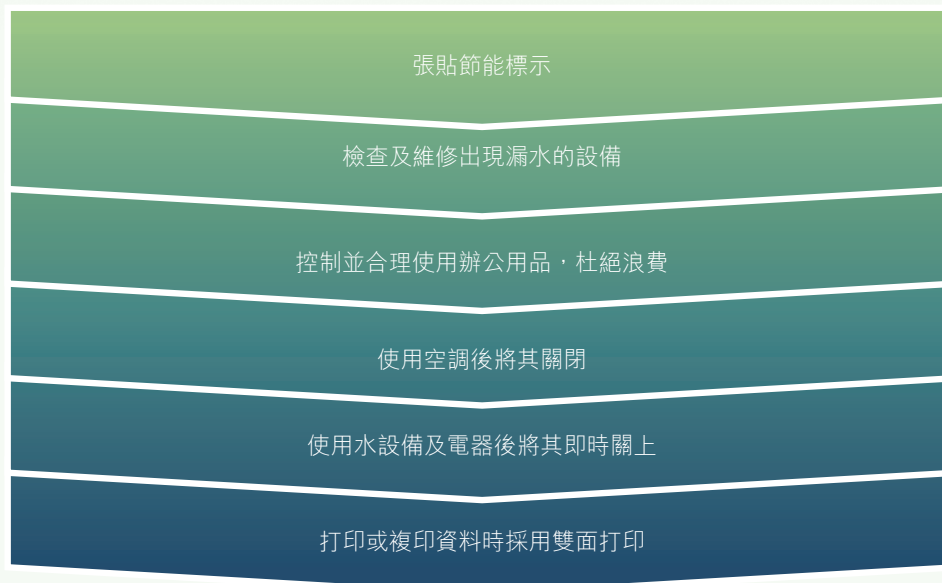 張貼節能標示
檢查及維修出現漏水的設備
控制並合理使用辦公用品，杜絕浪費
使用空調後將其關閉
使用水設備及電器後將其即時關上
打印或複印資料時採用雙面打印